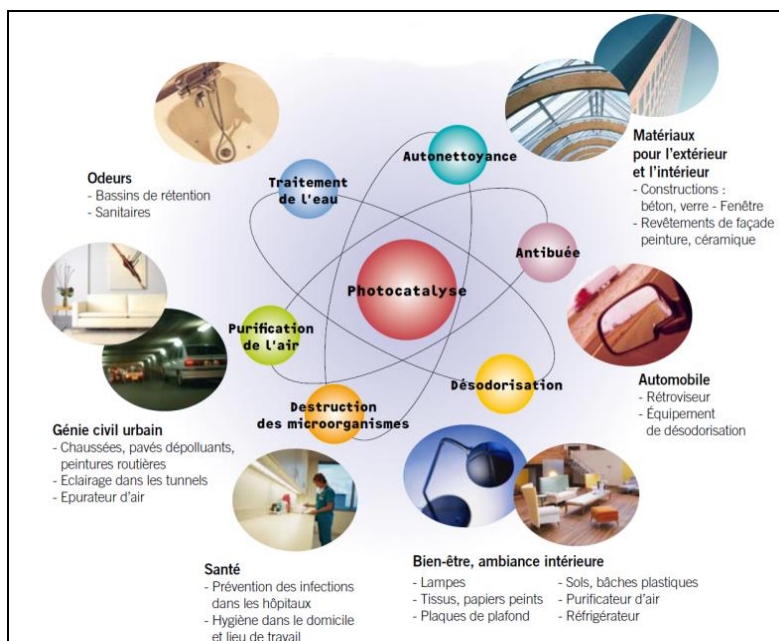 Odeurs
- Bassins de rétention
- Sanitaires
Traitement
de l'eau
Autonettoyance
Matériaux
pour l'extérieur
et l'intérieur
- Constructions :
béton, verre - Fenêtre
- Revêtements de façade
peinture, céramique
Antibuée
Photocatalyse
Purification
de l'air
Désodorisation
Destruction
des microorganismes
Automobile
- Rétroviseur
- Équipement
de désodorisation
Génie civil urbain
- Chaussées, pavés dépolluants,
peintures routières
- Eclairage dans les tunnels
- Epurateur d'air
Santé
- Prévention des infections
dans les hôpitaux
- Hygiène dans le domicile
et lieu de travail
Bien-être, ambiance intérieure
- Lampes
- Tissus, papiers peints
- Plaques de plafond
- Sols, bâches plastiques
- Purificateur d'air
- Réfrigérateur